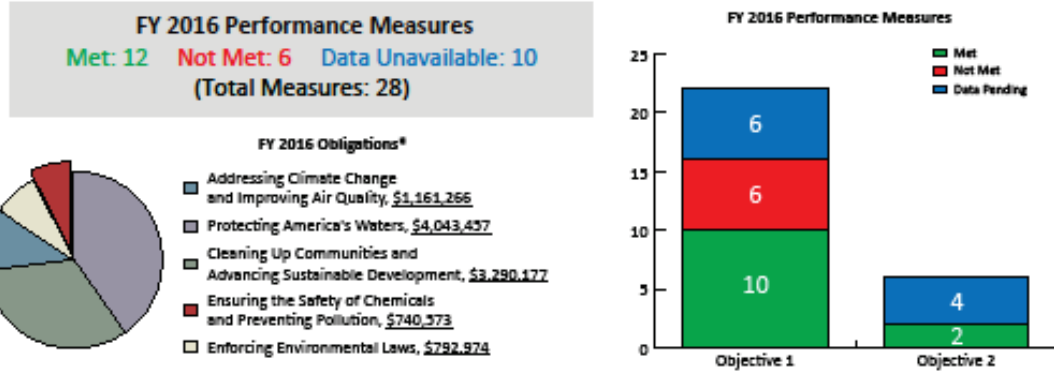 FY 2016 Performance Measures
Met: 12 Not Met: 6 Data Unavailable: 10
(Total Measures: 28)
FY 2016 Obligations*
Addressing Climate Change
and Improving Air Quality, $1,161,266
Protecting America's Waters, $4,043,457
Cleaning Up Communities and
Advancing Sustainable Development, $3,290,177
Ensuring the Safety of Chemicals
and Preventing Pollution, $740,573
Enforcing Environmental Laws, $792,974
FY 2016 Performance Measures
Met
Not Met
Data Pending
25
20
15
10
5
0
6
6
10
4
2
Objective 1
Objective 2